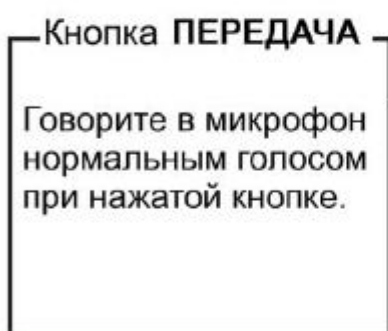 Кнопка ПЕРЕДАЧА
Говорите в микрофон
нормальным голосом
при нажатой кнопке.